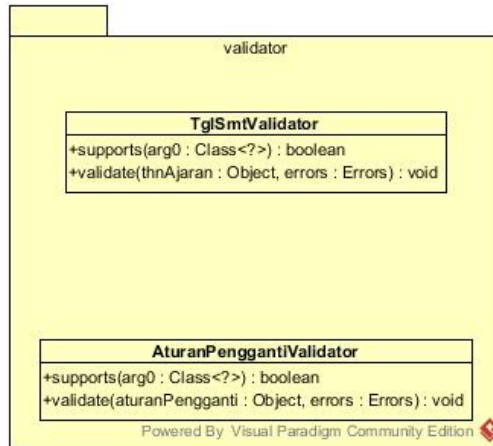 validator
TglSmtValidator
+supports(arg0 : Class<?>) : boolean
+validate(thnAjaran : Object, errors : Errors) : void
AturanPenggantiValidator
+supports(arg0 : Class<?>) : boolean
+validate(aturanPengganti : Object, errors : Errors) : void
Powered By Visual Paradigm Community Edition